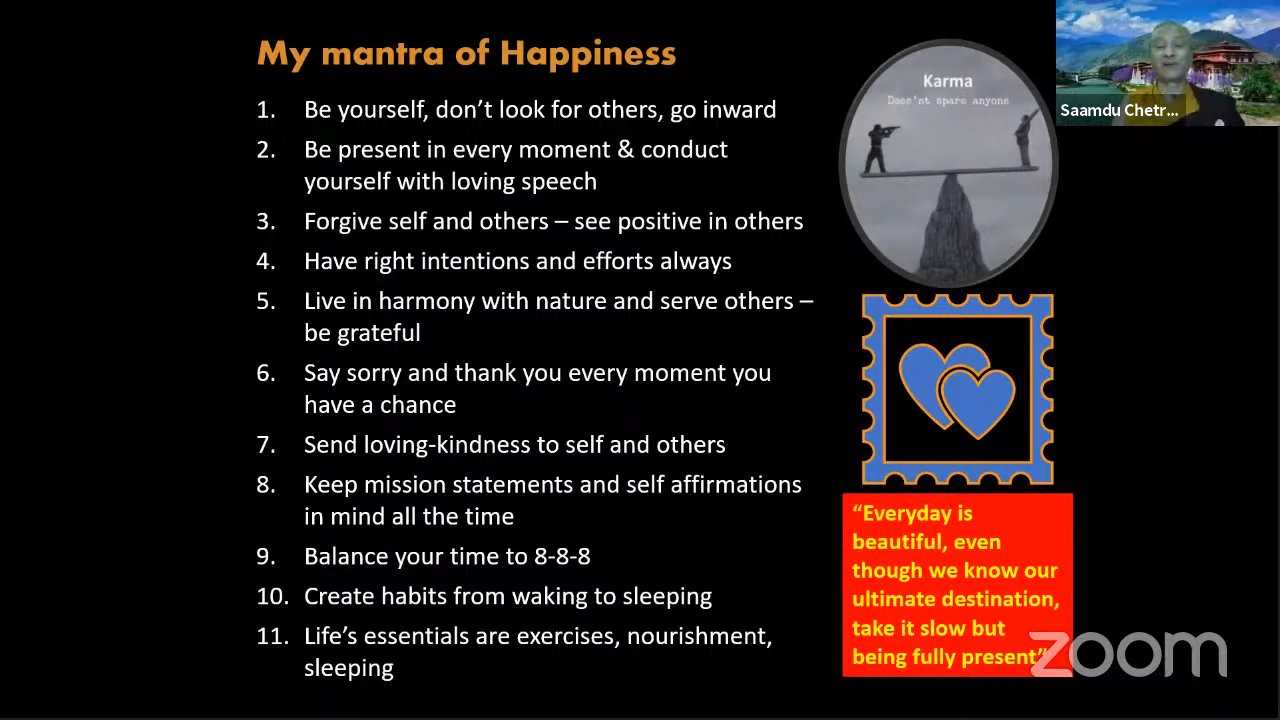 My mantra of Happiness
1. Be yourself, don’t look for others, go inward
2. Be present in every moment & conduct
yourself with loving speech
3. Forgive self and others – see positive in others
4. Have right intentions and efforts always
5. Live in harmony with nature and serve others –
be grateful
6. Say sorry and thank you every moment you
have a chance
7. Send loving-kindness to self and others
8. Keep mission statements and self affirmations
in mind all the time
9. Balance your time to 8-8-8
10. Create habits from waking to sleeping
11. Life’s essentials are exercises, nourishment,
sleeping
Karma
Does'nt spare anyone
Saamdu Chetr...
“Everyday is
beautiful, even
though we know our
ultimate destination,
take it slow but
being fully present”
zoom